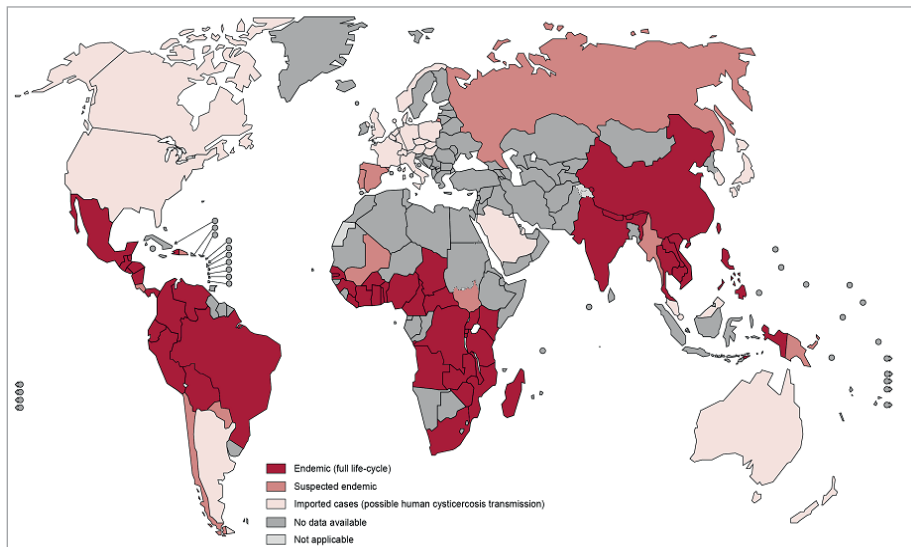 Endemic (full life-cycle)
Suspected endemic
Imported cases (possible human cysticercosis transmission)
No data available
Not applicable